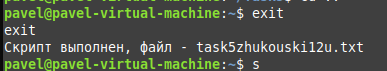 pavel@pavel-virtual-machine:~$ exit
exit
Скрипт выполнен, файл - task5zhukouski12u.txt
pavel@pavel-virtual-machine:~$ s